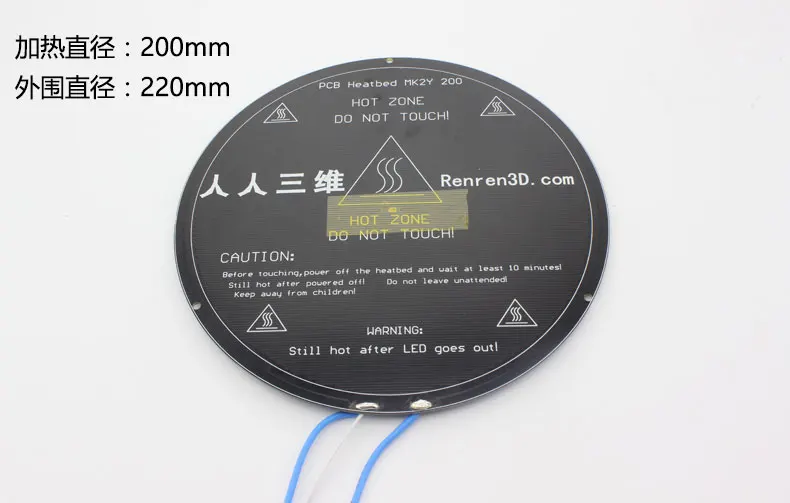 加热直径：200mm
外围直径：220mm
PCB Heatbed MK2Y 200
HOT ZONE
DO NOT TOUCH!
人人三维
Renren3D.com
HOT ZONE
DO NOT TOUCH!
CAUTION:
Before touching,power off the heatbed and wait at least 10 minutes!
Still hot after powered off! Do not leave unattended!
Keep away from children!
WARNING:
Still hot after LED goes out!